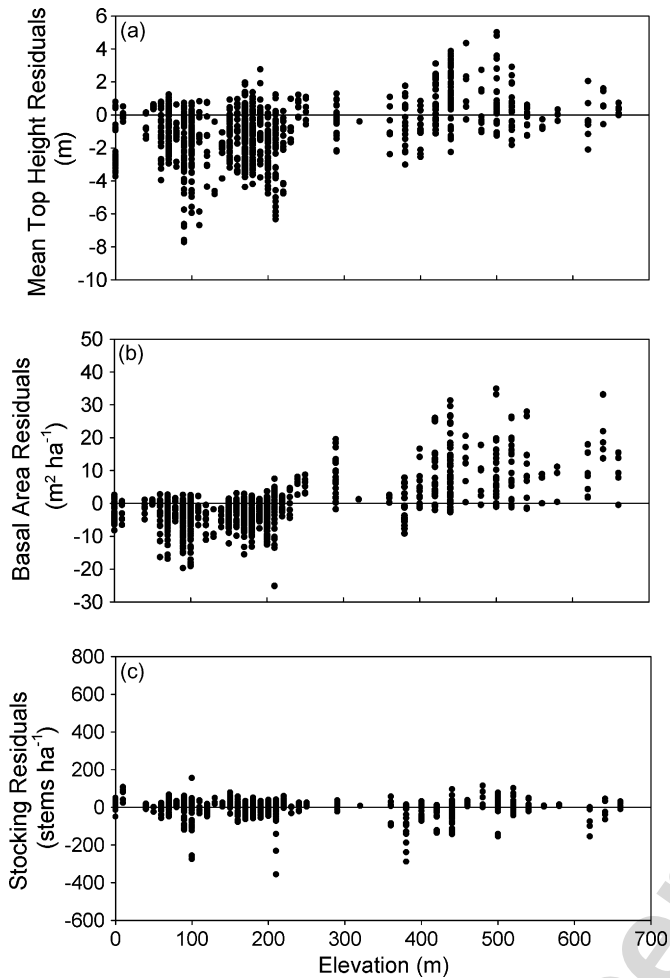 (a)
Mean Top Height Residuals
(m)
6
4
2
0
-2
-4
-6
-8
-10
(b)
Basal Area Residuals
(m² ha⁻¹)
50
40
30
20
10
0
-10
-20
-30
(c)
Stocking Residuals
(stems ha⁻¹)
800
600
400
200
0
-200
-400
-600
0 100 200 300 400 500 600 700
Elevation (m)